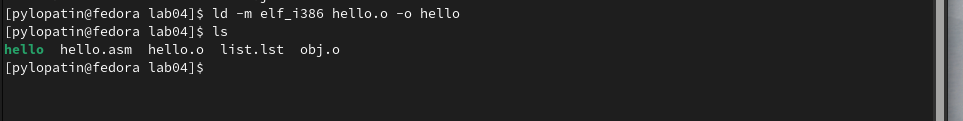 [pylopatin@fedora lab04]$ ld -m elf_i386 hello.o -o hello
[pylopatin@fedora lab04]$ ls
hello  hello.asm  hello.o  list.lst  obj.o
[pylopatin@fedora lab04]$